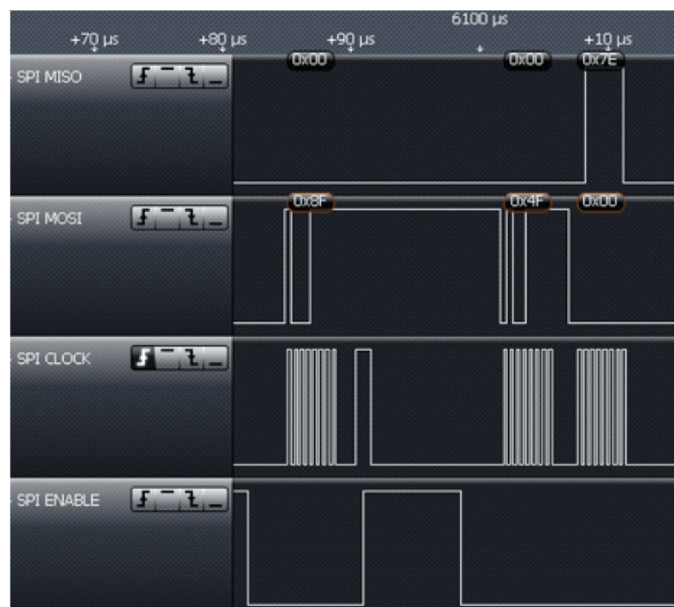 6100 µs
+70 µs +80 µs +90 µs +10 µs
0x00 0x00 0x7E
SPI MISO
0x8F 0x4F 0x00
SPI MOSI
SPI CLOCK
SPI ENABLE